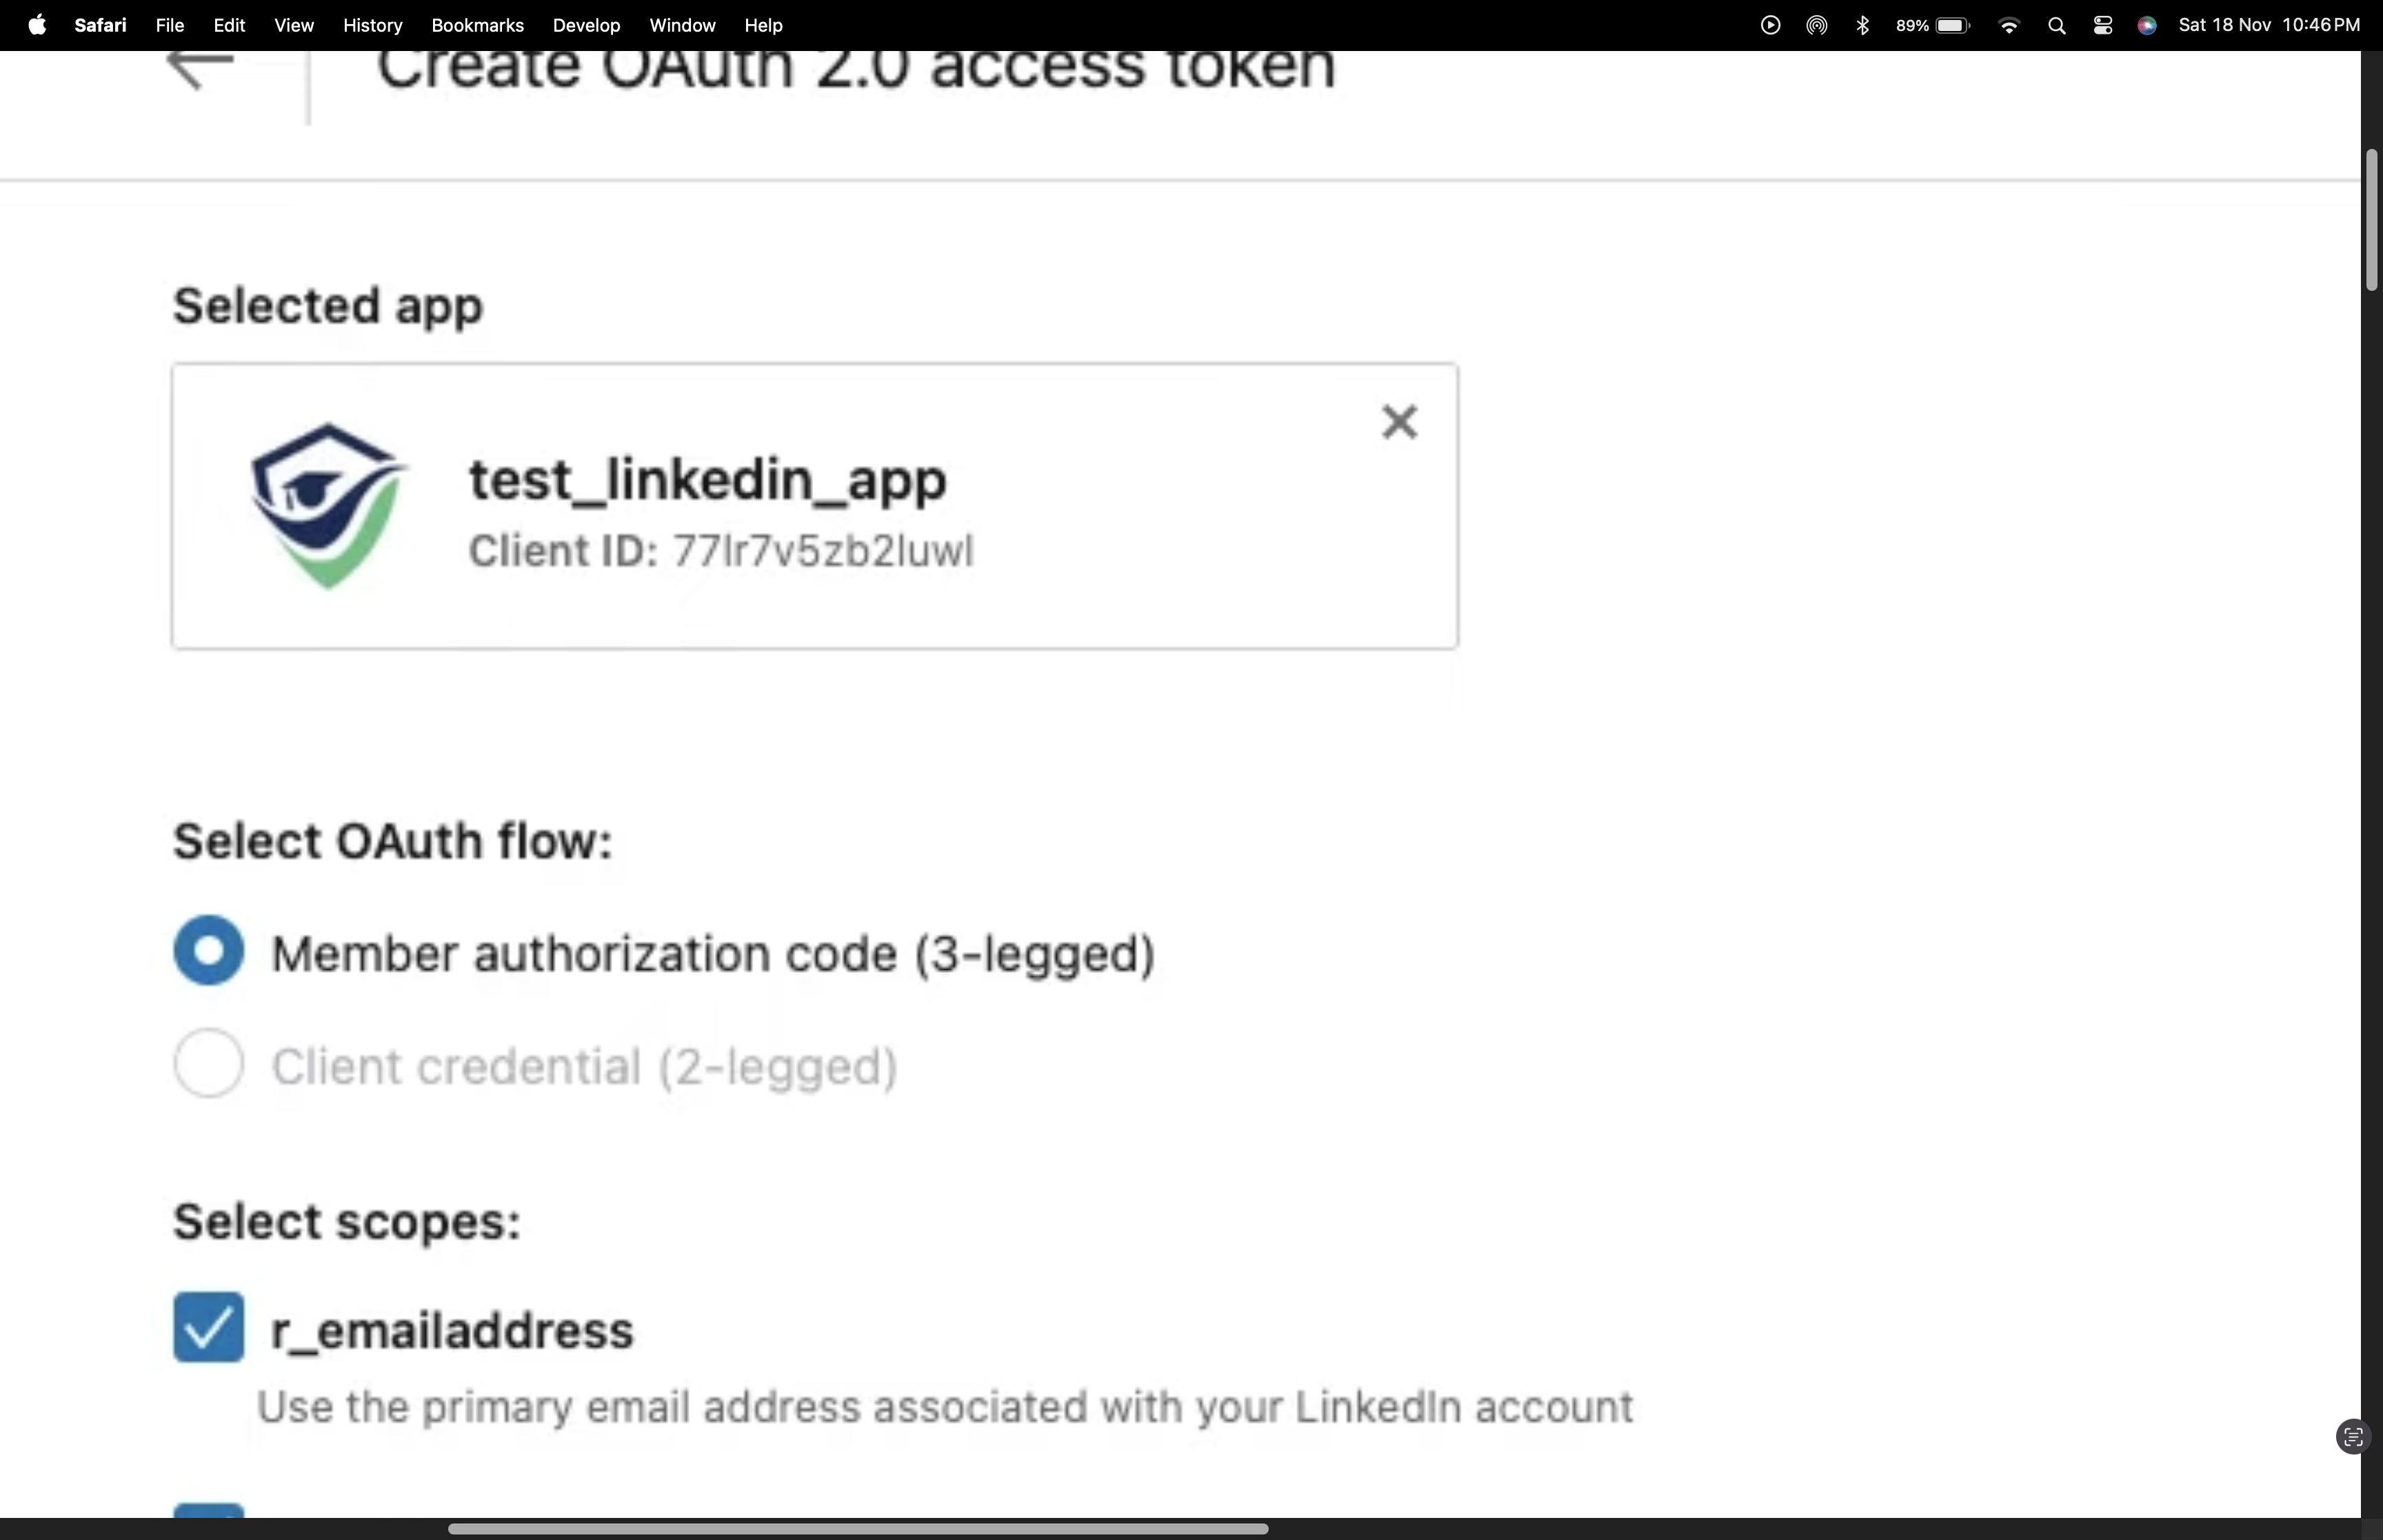 Safari File Edit View History Bookmarks Develop Window Help 89% Sat 18 Nov 10:46 PM
Create OAuth 2.0 access token
Selected app
test_linkedin_app
Client ID: 77lr7v5zb2luwl
Select OAuth flow:
Member authorization code (3-legged)
Client credential (2-legged)
Select scopes:
r_emailaddress
Use the primary email address associated with your LinkedIn account